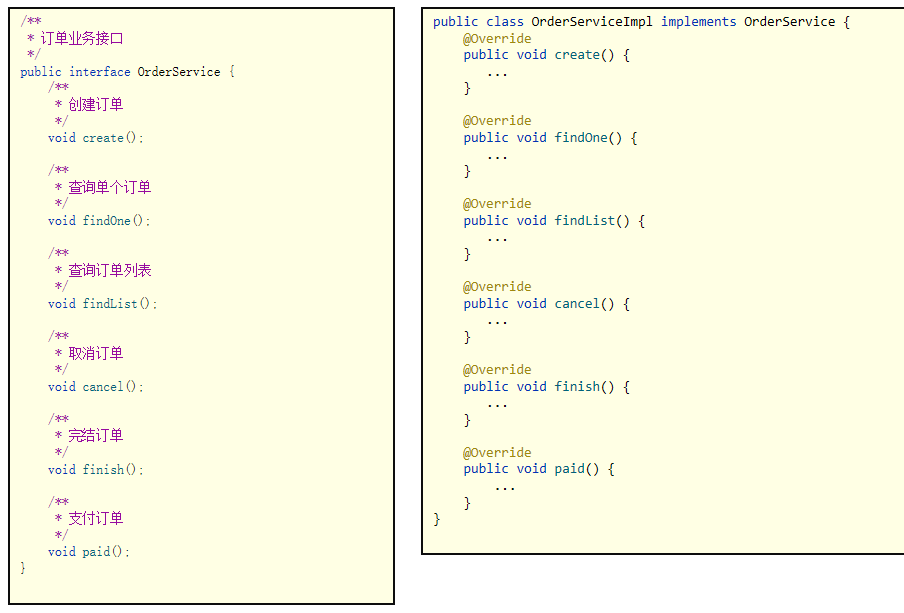 /**
 * 订单业务接口
 */
public interface OrderService {
    /**
     * 创建订单
     */
    void create();

    /**
     * 查询单个订单
     */
    void findOne();

    /**
     * 查询订单列表
     */
    void findList();

    /**
     * 取消订单
     */
    void cancel();

    /**
     * 完结订单
     */
    void finish();

    /**
     * 支付订单
     */
    void paid();
}
public class OrderServiceImpl implements OrderService {
    @Override
    public void create() {
       ...
    }

    @Override
    public void findOne() {
       ...
    }

    @Override
    public void findList() {
       ...
    }

    @Override
    public void cancel() {
       ...
    }

    @Override
    public void finish() {
       ...
    }

    @Override
    public void paid() {
        ...
    }
}